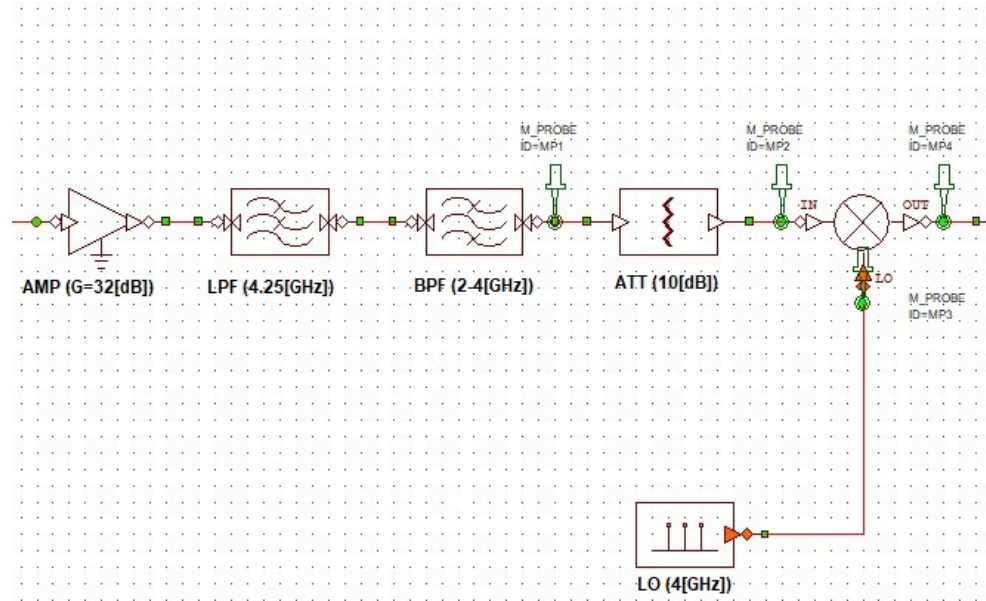 M_PROBE
ID=MP1
M_PROBE
ID=MP2
M_PROBE
ID=MP4
IN
OUT
AMP (G=32[dB])
LPF (4.25[GHz])
BPF (2-4[GHz])
ATT (10[dB])
LO
M_PROBE
ID=MP3
LO (4[GHz])